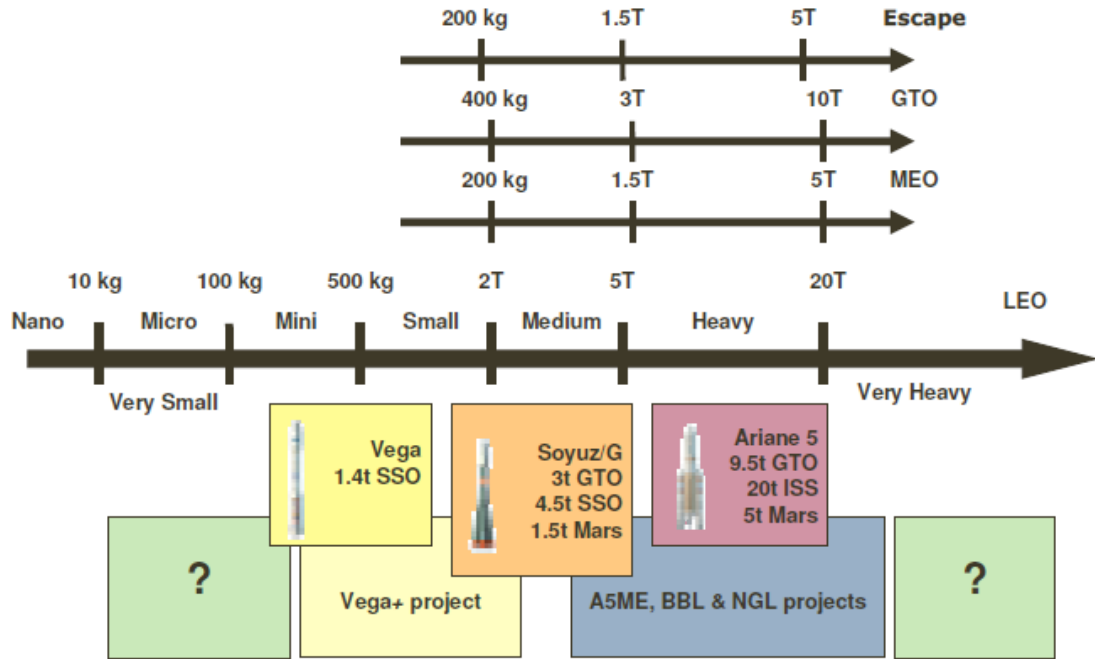 200 kg 1.5T 5T Escape
400 kg 3T 10T GTO
200 kg 1.5T 5T MEO
10 kg 100 kg 500 kg 2T 5T 20T LEO
Nano Micro Mini Small Medium Heavy
Very Small Very Heavy
Vega
1.4t SSO
Soyuz/G
3t GTO
4.5t SSO
1.5t Mars
Ariane 5
9.5t GTO
20t ISS
5t Mars
?
Vega+ project
A5ME, BBL & NGL projects
?